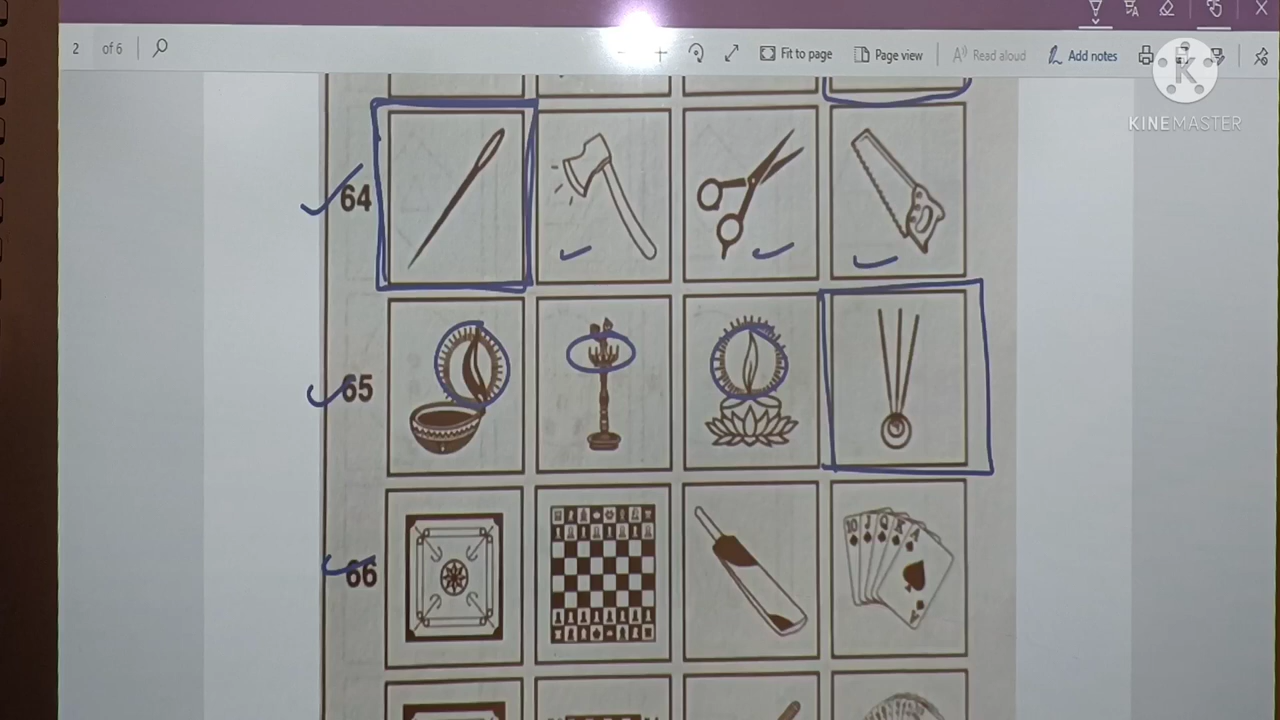 2 of 6 Fit to page Page view Read aloud Add notes
K
KINEMASTER
64
65
66
10 J Q K A
A